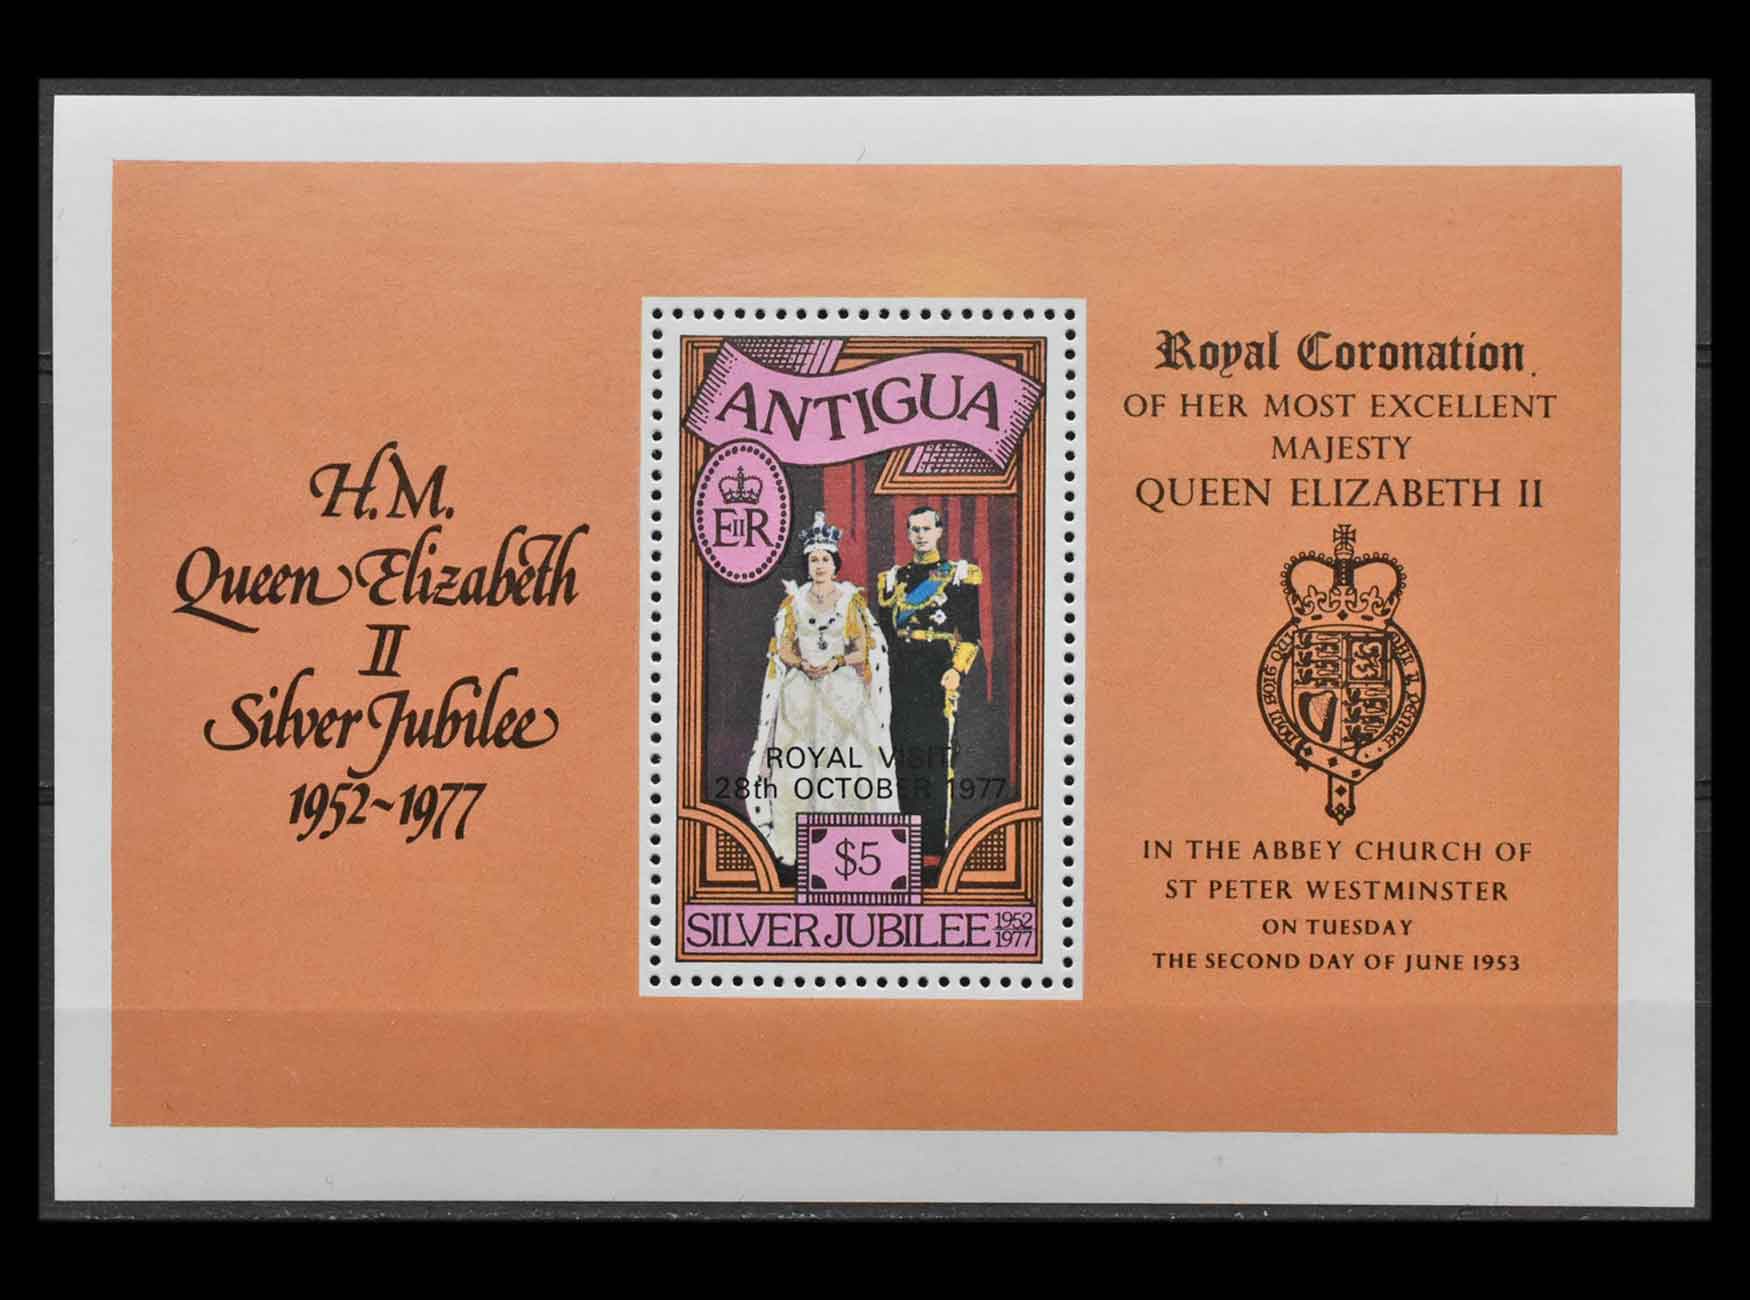 H.M.
Queen Elizabeth
II
Silver Jubilee
1952~1977
ANTIGUA
EIIR
ROYAL VISIT
28th OCTOBER 1977
$5
SILVER JUBILEE 1952
1977
Royal Coronation
OF HER MOST EXCELLENT
MAJESTY
QUEEN ELIZABETH II
IN THE ABBEY CHURCH OF
ST PETER WESTMINSTER
ON TUESDAY
THE SECOND DAY OF JUNE 1953